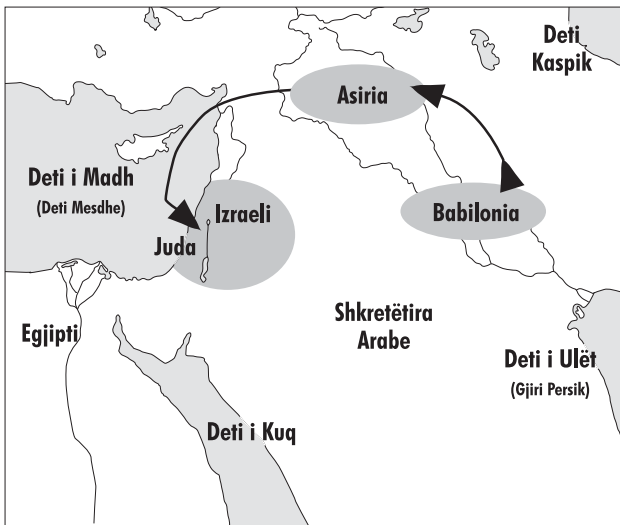 Deti
Kaspik
Asiria
Deti i Madh
(Deti Mesdhe)
Izraeli
Babilonia
Juda
Shkretëtira
Arabe
Egjipti
Deti i Ulët
(Gjiri Persik)
Deti i Kuq